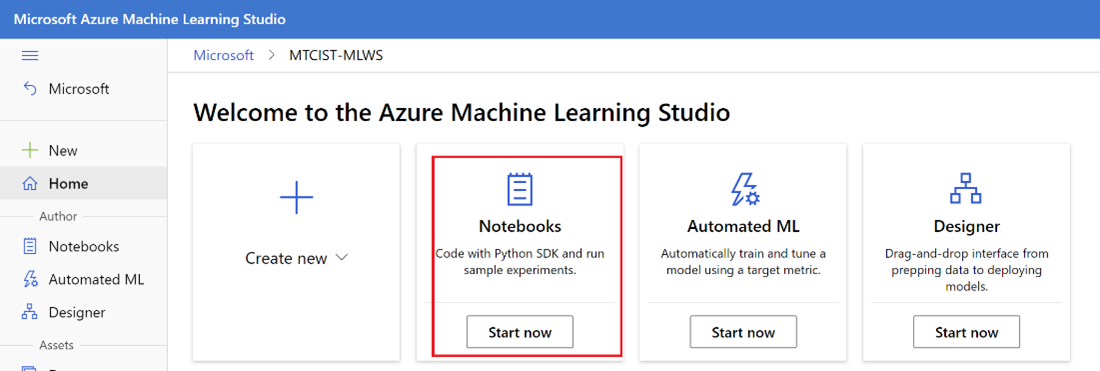 Microsoft Azure Machine Learning Studio
Microsoft > MTCIST-MLWS
Microsoft
New
Home
Author
Notebooks
Automated ML
Designer
Assets
Welcome to the Azure Machine Learning Studio
Create new
Notebooks
Code with Python SDK and run
sample experiments.
Start now
Automated ML
Automatically train and tune a
model using a target metric.
Start now
Designer
Drag-and-drop interface from
prepping data to deploying
models.
Start now